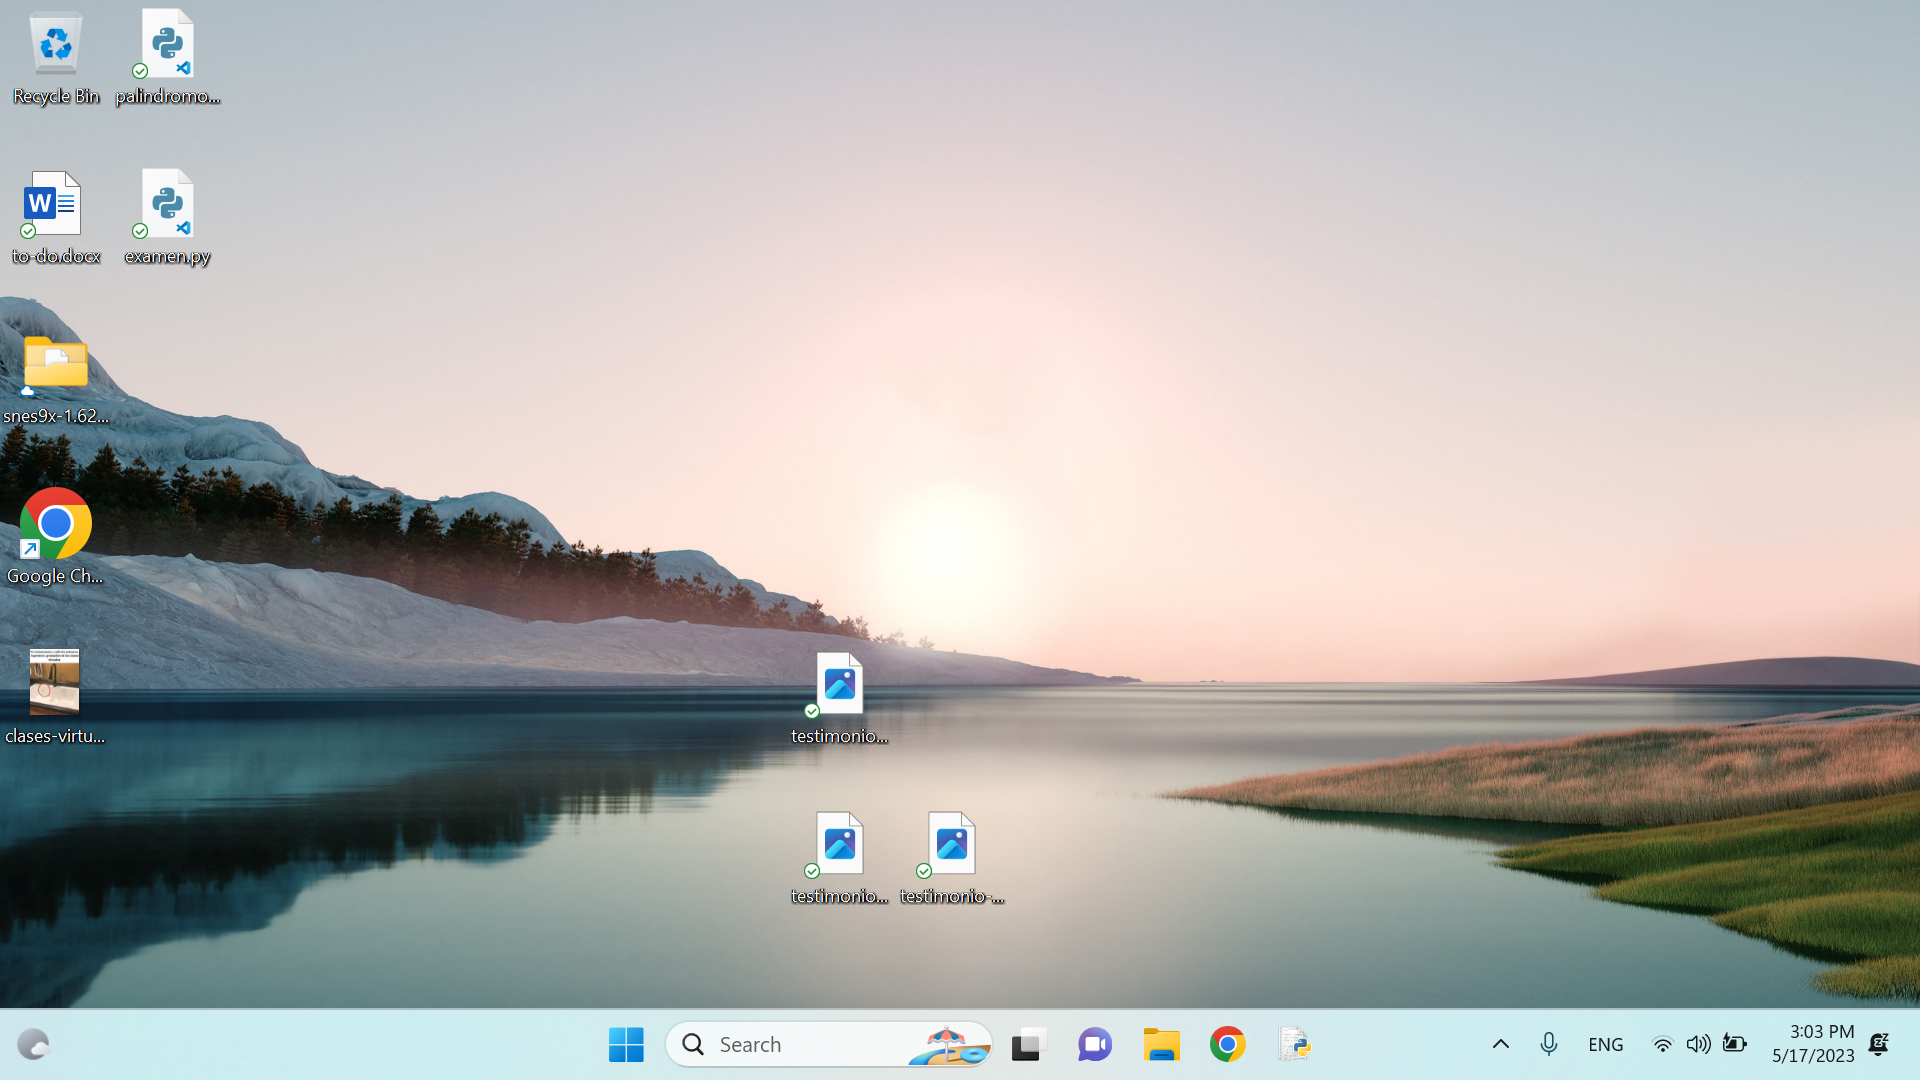 Recycle Bin
palindromo...
to-do.docx
examen.py
snes9x-1.62...
Google Ch...
clases-virtu...
testimonio...
testimonio...
testimonio-...
Search
ENG
3:03 PM
5/17/2023